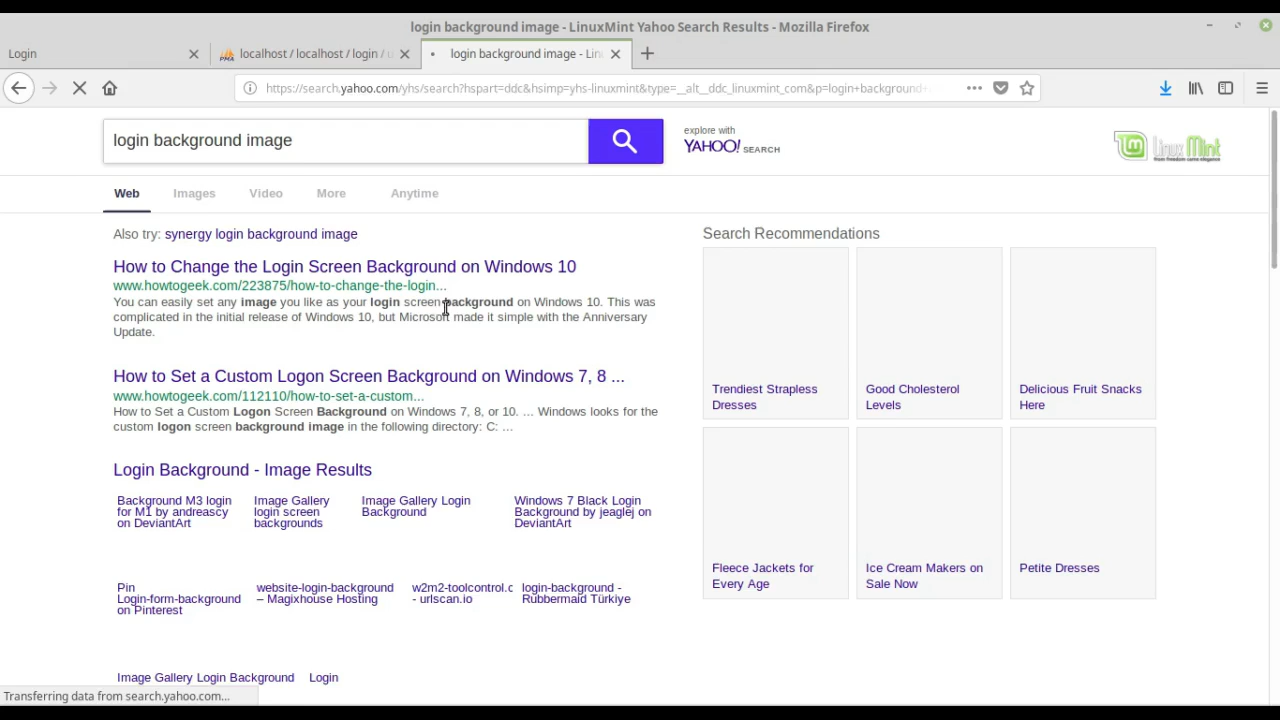 login background image - LinuxMint Yahoo Search Results - Mozilla Firefox
Login
localhost / localhost / login /
login background image - Lin
https://search.yahoo.com/yhs/search?hspart=ddc&hsimp=yhs-linuxmint&type=__alt__ddc_linuxmint_com&p=login+background+
login background image
explore with
YAHOO! SEARCH
Linux Mint
from freedom came elegance
Web Images Video More Anytime
Also try: synergy login background image
Search Recommendations
How to Change the Login Screen Background on Windows 10
www.howtogeek.com/223875/how-to-change-the-login...
You can easily set any image you like as your login screen background on Windows 10. This was
complicated in the initial release of Windows 10, but Microsoft made it simple with the Anniversary
Update.
How to Set a Custom Logon Screen Background on Windows 7, 8 ...
www.howtogeek.com/112110/how-to-set-a-custom...
How to Set a Custom Logon Screen Background on Windows 7, 8, or 10. ... Windows looks for the
custom logon screen background image in the following directory: C: ...
Trendiest Strapless
Dresses
Good Cholesterol
Levels
Delicious Fruit Snacks
Here
Login Background - Image Results
Background M3 login
for M1 by andreascy
on DeviantArt
Image Gallery
login screen
backgrounds
Image Gallery Login
Background
Windows 7 Black Login
Background by jeaglej on
DeviantArt
Fleece Jackets for
Every Age
Ice Cream Makers on
Sale Now
Petite Dresses
Pin
Login-form-background
on Pinterest
website-login-background
– Magixhouse Hosting
w2m2-toolcontrol.c
- urlscan.io
login-background -
Rubbermaid Türkiye
Image Gallery Login Background
Login
Transferring data from search.yahoo.com...